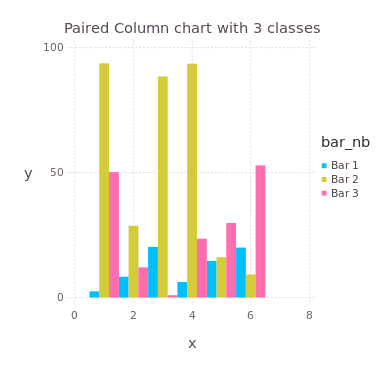 Paired Column chart with 3 classes
100
50
0
y
0 2 4 6 8
x
bar_nb
Bar 1
Bar 2
Bar 3